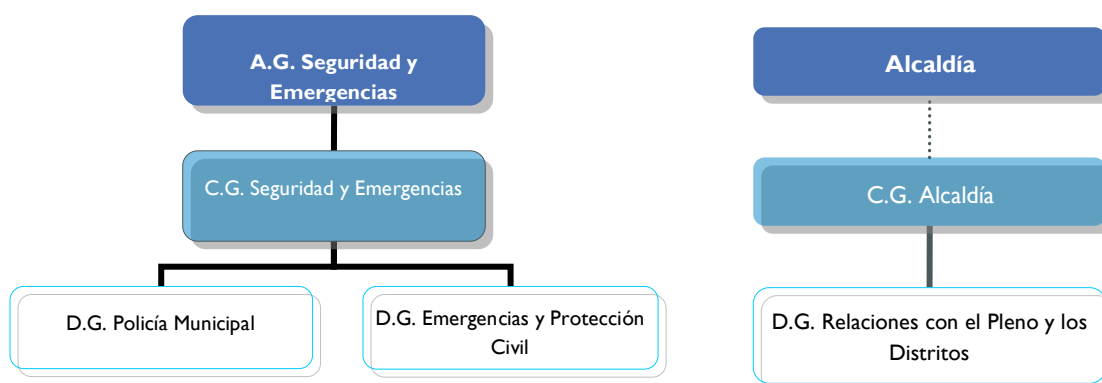 A.G. Seguridad y
Emergencias
C.G. Seguridad y Emergencias
D.G. Policía Municipal
D.G. Emergencias y Protección
Civil
Alcaldía
C.G. Alcaldía
D.G. Relaciones con el Pleno y los
Distritos